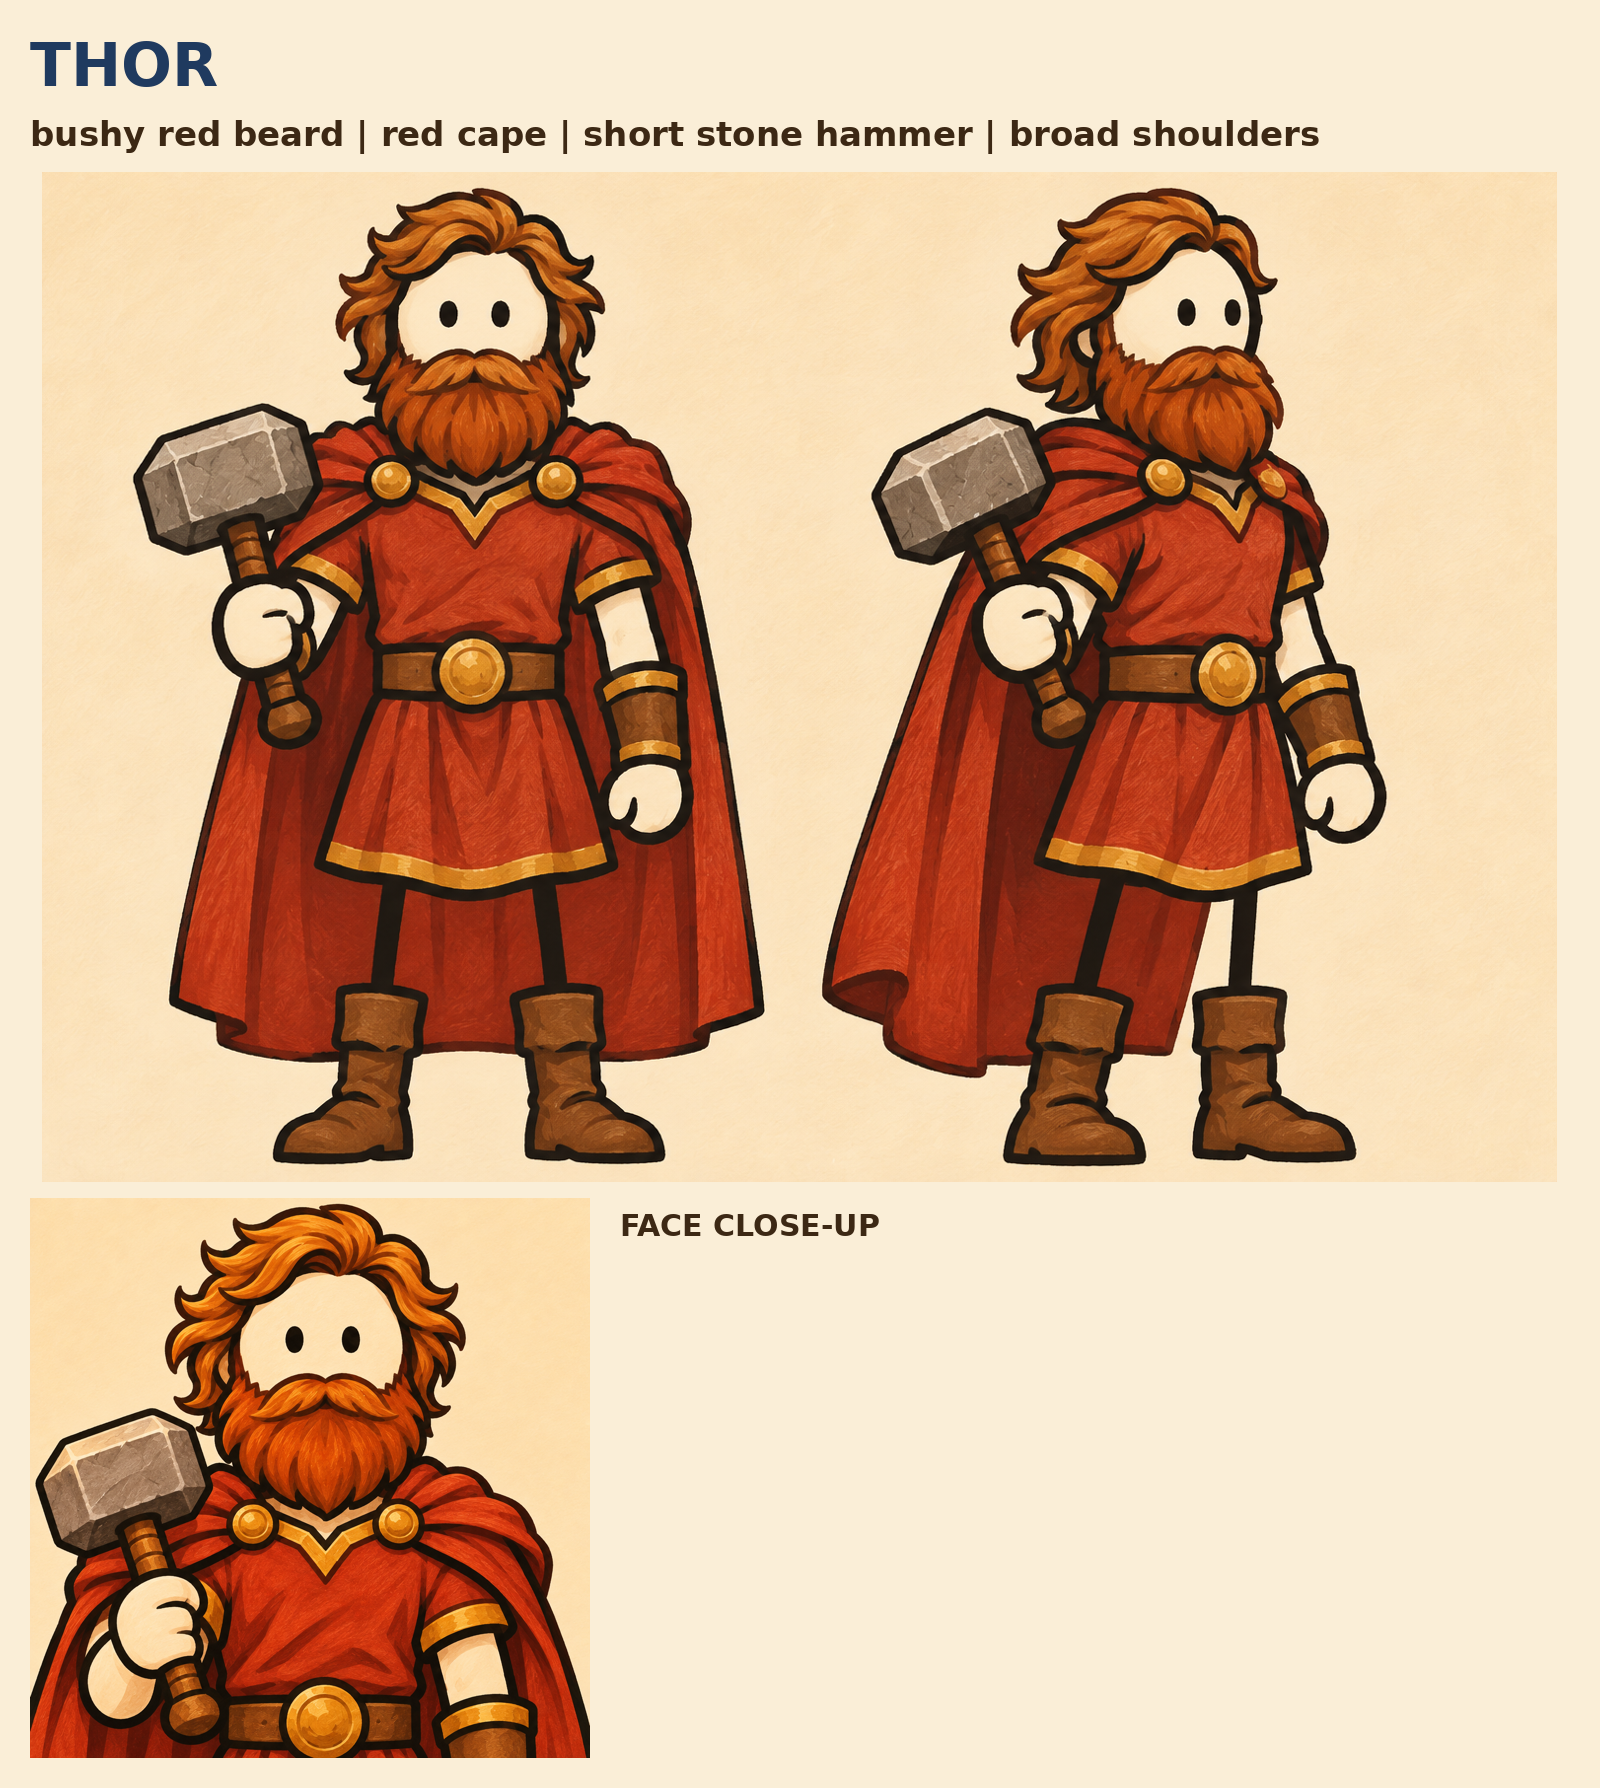 THOR
bushy red beard | red cape | short stone hammer | broad shoulders
FACE CLOSE-UP